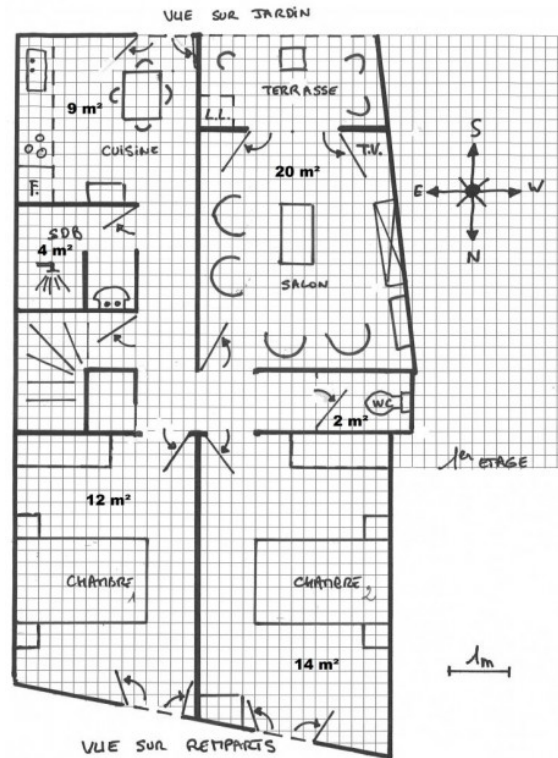 VUE SUR JARDIN
9 m²
CUISINE
F.
TERRASSE
L.L.
T.V.
20 m²
SALON
S
E
W
N
SDB
4 m²
WC
2 m²
1er ETAGE
12 m²
CHAMBRE 1
CHAMBRE 2
14 m²
1m
VUE SUR REMPARTS